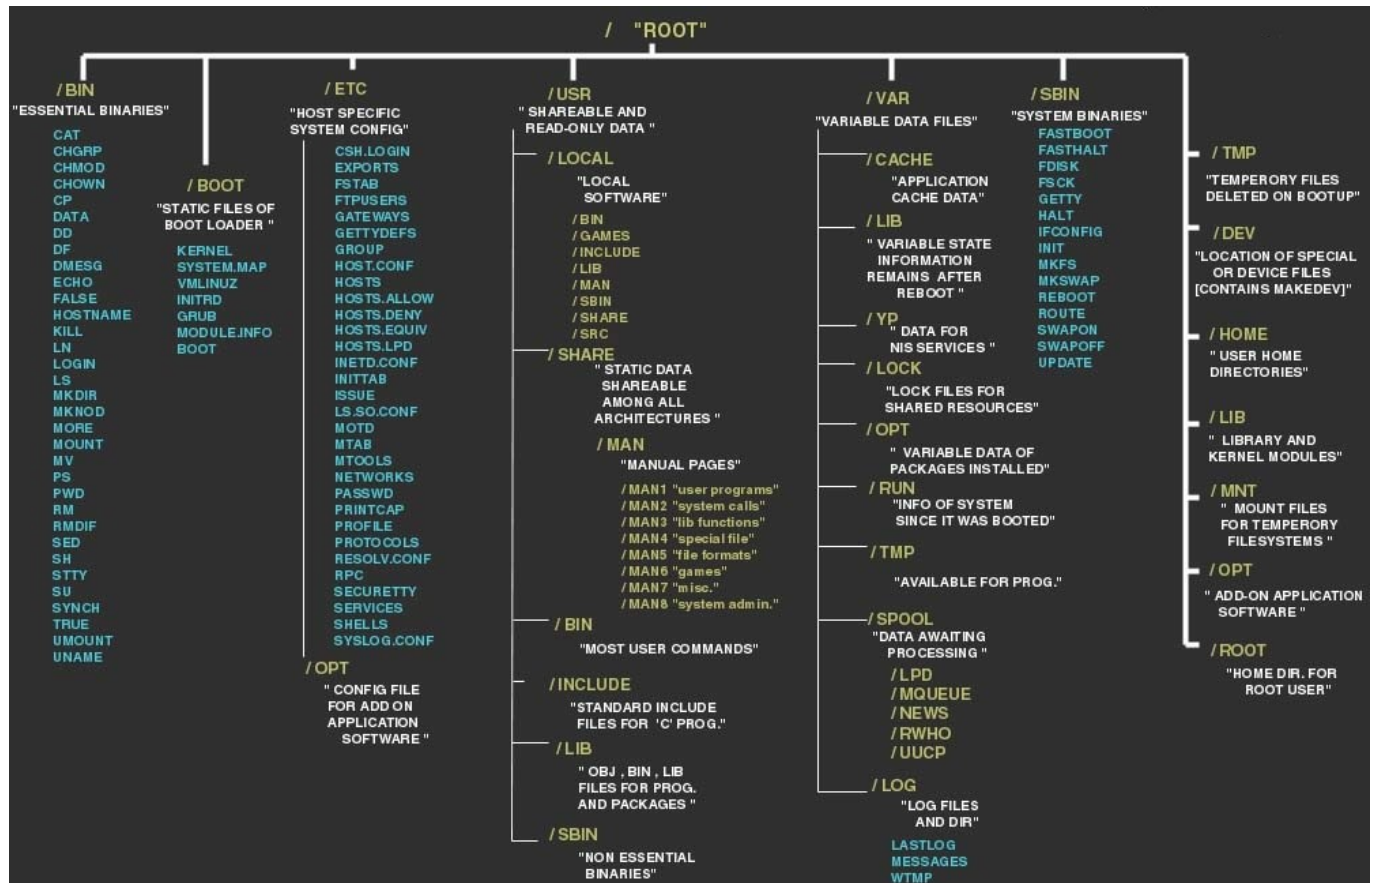 / "ROOT"
/BIN
"ESSENTIAL BINARIES"
CAT
CHGRP
CHMOD
CHOWN
CP
DATA
DD
DF
DMESG
ECHO
FALSE
HOSTNAME
KILL
LN
LOGIN
LS
MKDIR
MKNOD
MORE
MOUNT
MV
PS
PWD
RM
RMDIF
SED
SH
STTY
SU
SYNCH
TRUE
UMOUNT
UNAME
/BOOT
"STATIC FILES OF
BOOT LOADER "
KERNEL
SYSTEM.MAP
VMLINUZ
INITRD
GRUB
MODULE.INFO
BOOT
/ETC
"HOST SPECIFIC
SYSTEM CONFIG"
CSH.LOGIN
EXPORTS
FSTAB
FTPUSERS
GATEWAYS
GETTYDEFS
GROUP
HOST.CONF
HOSTS
HOSTS.ALLOW
HOSTS.DENY
HOSTS.EQUIV
HOSTS.LPD
INETD.CONF
INITTAB
ISSUE
LS.SO.CONF
MOTD
MTAB
MTOOLS
NETWORKS
PASSWD
PRINTCAP
PROFILE
PROTOCOLS
RESOLV.CONF
RPC
SECURETTY
SERVICES
SHELLS
SYSLOG.CONF
/OPT
" CONFIG FILE
FOR ADD ON
APPLICATION
SOFTWARE "
/USR
" SHAREABLE AND
READ-ONLY DATA "
/LOCAL
"LOCAL
SOFTWARE"
/BIN
/GAMES
/INCLUDE
/LIB
/MAN
/SBIN
/SHARE
/SRC
/SHARE
" STATIC DATA
SHAREABLE
AMONG ALL
ARCHITECTURES "
/MAN
"MANUAL PAGES"
/MAN1 "user programs"
/MAN2 "system calls"
/MAN3 "lib functions"
/MAN4 "special file"
/MAN5 "file formats"
/MAN6 "games"
/MAN7 "misc."
/MAN8 "system admin."
/BIN
"MOST USER COMMANDS"
/INCLUDE
"STANDARD INCLUDE
FILES FOR 'C' PROG."
/LIB
" OBJ , BIN , LIB
FILES FOR PROG.
AND PACKAGES "
/SBIN
"NON ESSENTIAL
BINARIES"
/VAR
"VARIABLE DATA FILES"
/CACHE
"APPLICATION
CACHE DATA"
/LIB
" VARIABLE STATE
INFORMATION
REMAINS AFTER
REBOOT "
/YP
" DATA FOR
NIS SERVICES "
/LOCK
"LOCK FILES FOR
SHARED RESOURCES"
/OPT
" VARIABLE DATA OF
PACKAGES INSTALLED"
/RUN
"INFO OF SYSTEM
SINCE IT WAS BOOTED"
/TMP
"AVAILABLE FOR PROG."
/SPOOL
"DATA AWAITING
PROCESSING "
/LPD
/MQUEUE
/NEWS
/RWHO
/UUCP
/LOG
"LOG FILES
AND DIR"
LASTLOG
MESSAGES
WTMP
/SBIN
"SYSTEM BINARIES"
FASTBOOT
FASTHALT
FDISK
FSCK
GETTY
HALT
IFCONFIG
INIT
MKFS
MKSWAP
REBOOT
ROUTE
SWAPON
SWAPOFF
UPDATE
/TMP
"TEMPERORY FILES
DELETED ON BOOTUP"
/DEV
"LOCATION OF SPECIAL
OR DEVICE FILES
[CONTAINS MAKEDEV]"
/HOME
" USER HOME
DIRECTORIES"
/LIB
" LIBRARY AND
KERNEL MODULES"
/MNT
" MOUNT FILES
FOR TEMPERORY
FILESYSTEMS "
/OPT
" ADD-ON APPLICATION
SOFTWARE "
/ROOT
"HOME DIR. FOR
ROOT USER"